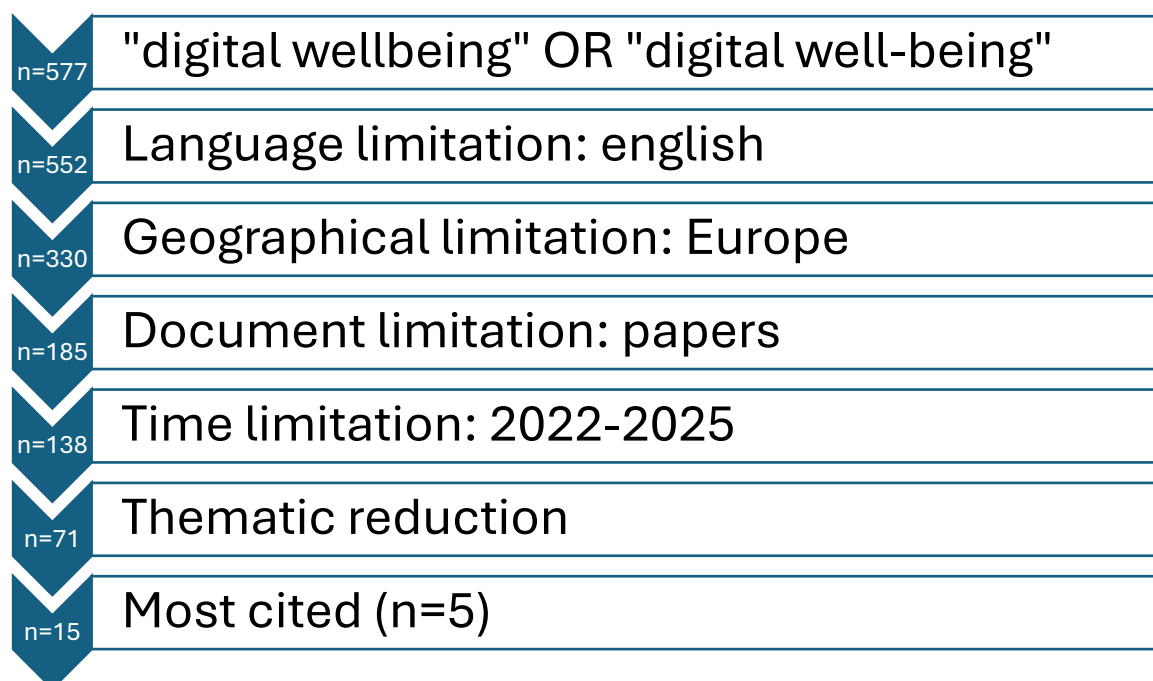 n=577
"digital wellbeing" OR "digital well-being"
n=552
Language limitation: english
n=330
Geographical limitation: Europe
n=185
Document limitation: papers
n=138
Time limitation: 2022-2025
n=71
Thematic reduction
n=15
Most cited (n=5)